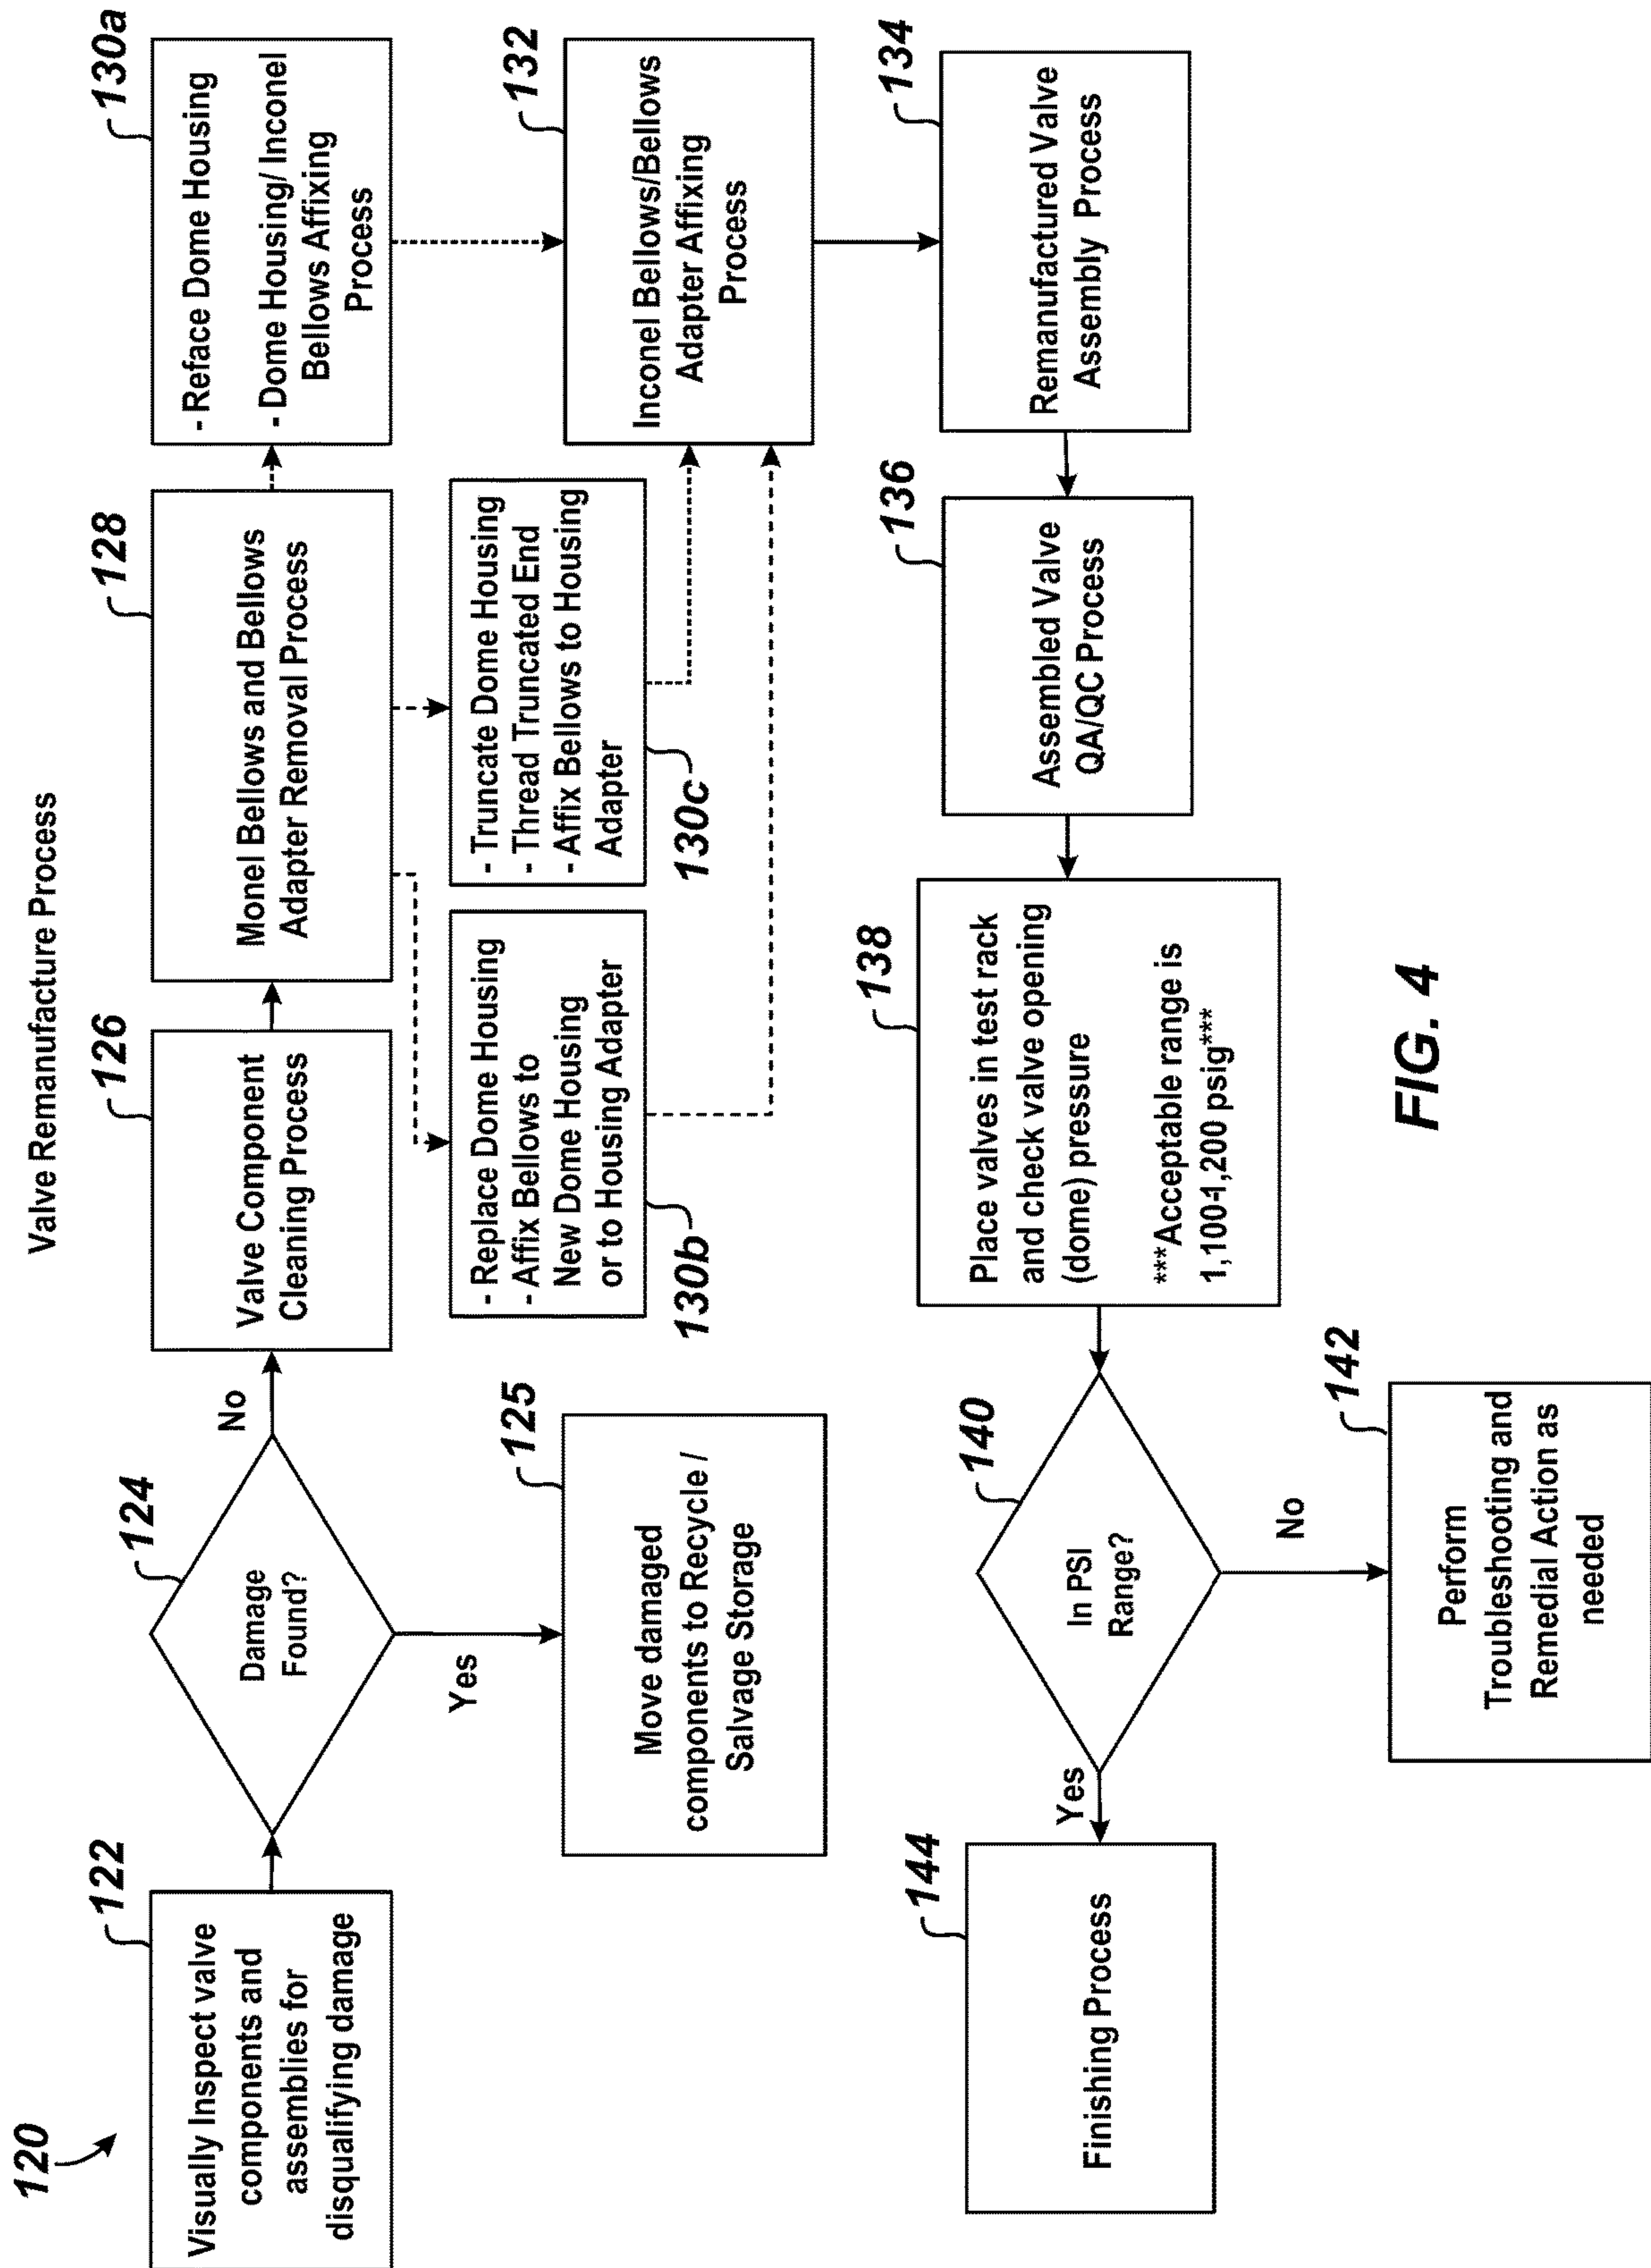 Valve Remanufacture Process
120
122
Visually Inspect valve
components and
assemblies for
disqualifying damage
124
Damage
Found?
No
Yes
125
Move damaged
components to Recycle /
Salvage Storage
126
Valve Component
Cleaning Process
128
Monel Bellows and Bellows
Adapter Removal Process
130a
- Reface Dome Housing
- Dome Housing/ Inconel
Bellows Affixing
Process
- Replace Dome Housing
- Affix Bellows to
New Dome Housing
or to Housing Adapter
130b
- Truncate Dome Housing
- Thread Truncated End
- Affix Bellows to Housing
Adapter
130c
132
Inconel Bellows/Bellows
Adapter Affixing
Process
134
Remanufactured Valve
Assembly Process
136
Assembled Valve
QA/QC Process
138
Place valves in test rack
and check valve opening
(dome) pressure
***Acceptable range is
1,100-1,200 psig***
140
In PSI
Range?
No
Yes
142
Perform
Troubleshooting and
Remedial Action as
needed
144
Finishing Process
FIG. 4